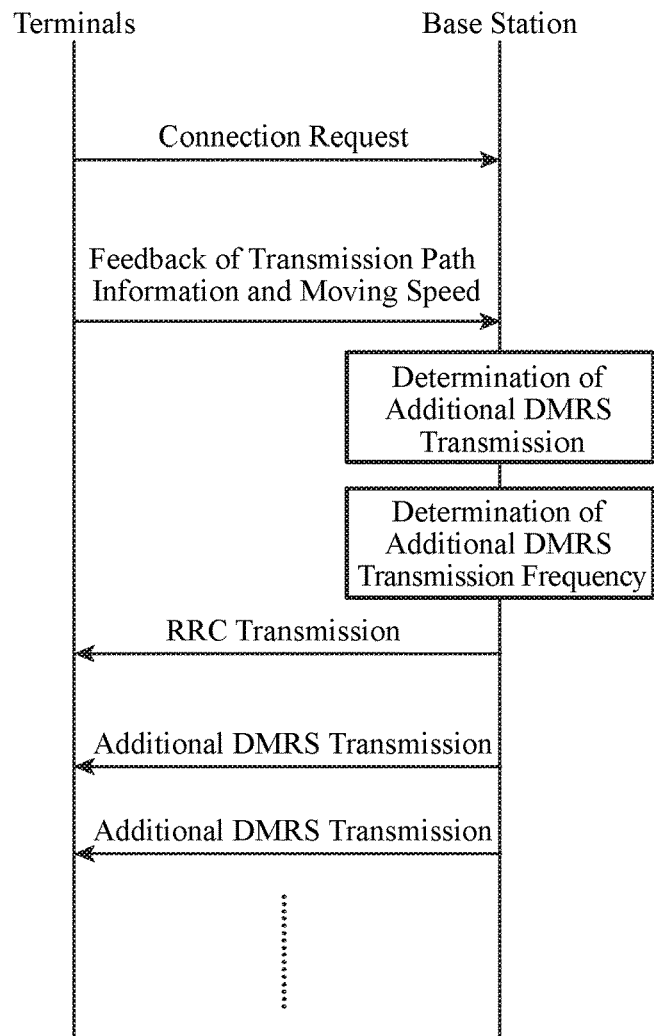 Terminals
Base Station
Connection Request
Feedback of Transmission Path
Information and Moving Speed
Determination of
Additional DMRS
Transmission
Determination of
Additional DMRS
Transmission Frequency
RRC Transmission
Additional DMRS Transmission
Additional DMRS Transmission